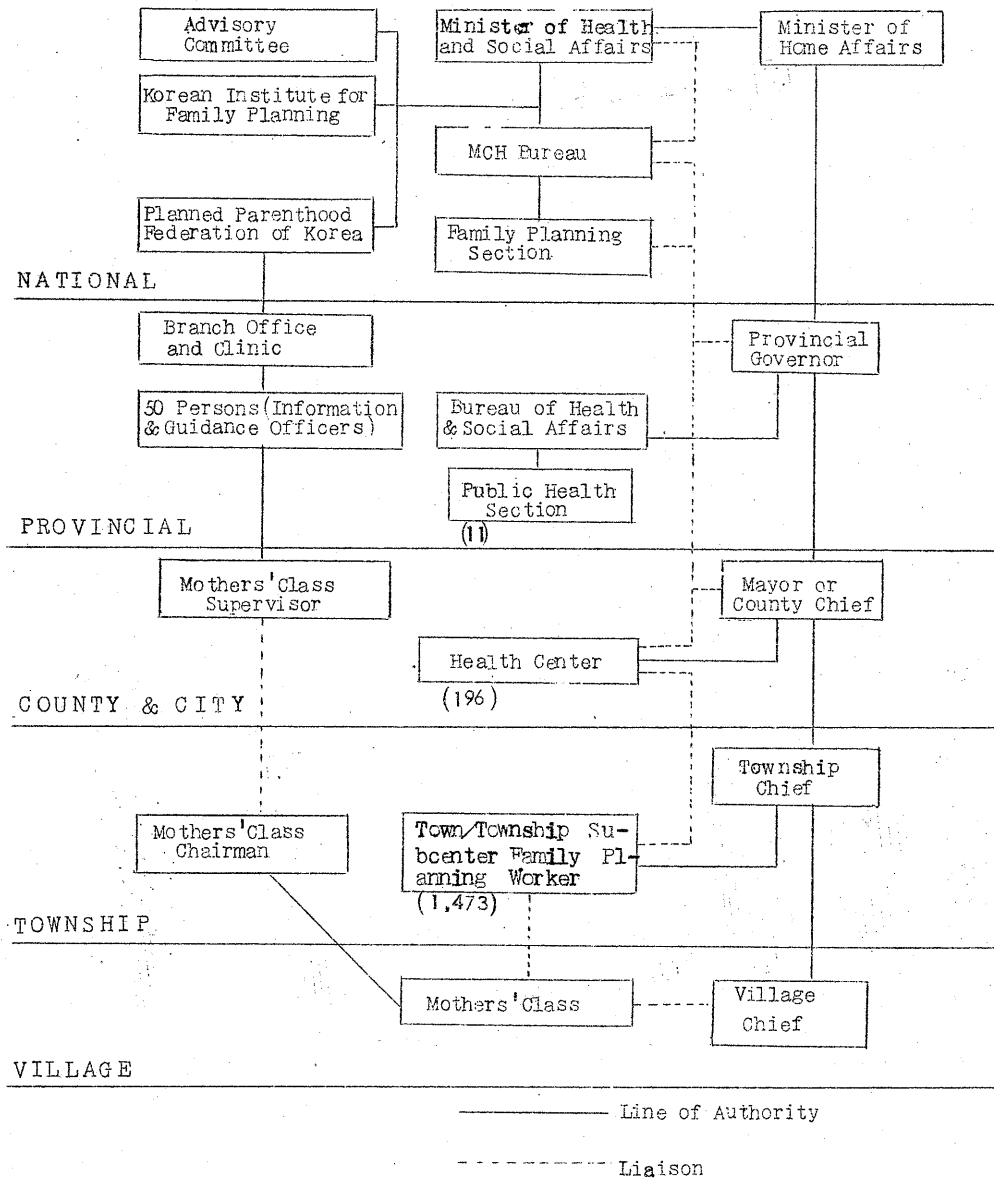 Advisory
Committee
Minister of Health
and Social Affairs
Minister of
Home Affairs
Korean Institute for
Family Planning
MCH Bureau
Planned Parenthood
Federation of Korea
Family Planning
Section
NATIONAL
Branch Office
and Clinic
Provincial
Governor
50 Persons(Information
& Guidance Officers)
Bureau of Health
& Social Affairs
Public Health
Section
(11)
PROVINCIAL
Mothers'Class
Supervisor
Mayor or
County Chief
Health Center
(196)
COUNTY & CITY
Township
Chief
Mothers'Class
Chairman
Town/Township Su-
bcenter Family Pl-
anning Worker
(1,473)
TOWNSHIP
Mothers'Class
Village
Chief
VILLAGE
Line of Authority
Liaison